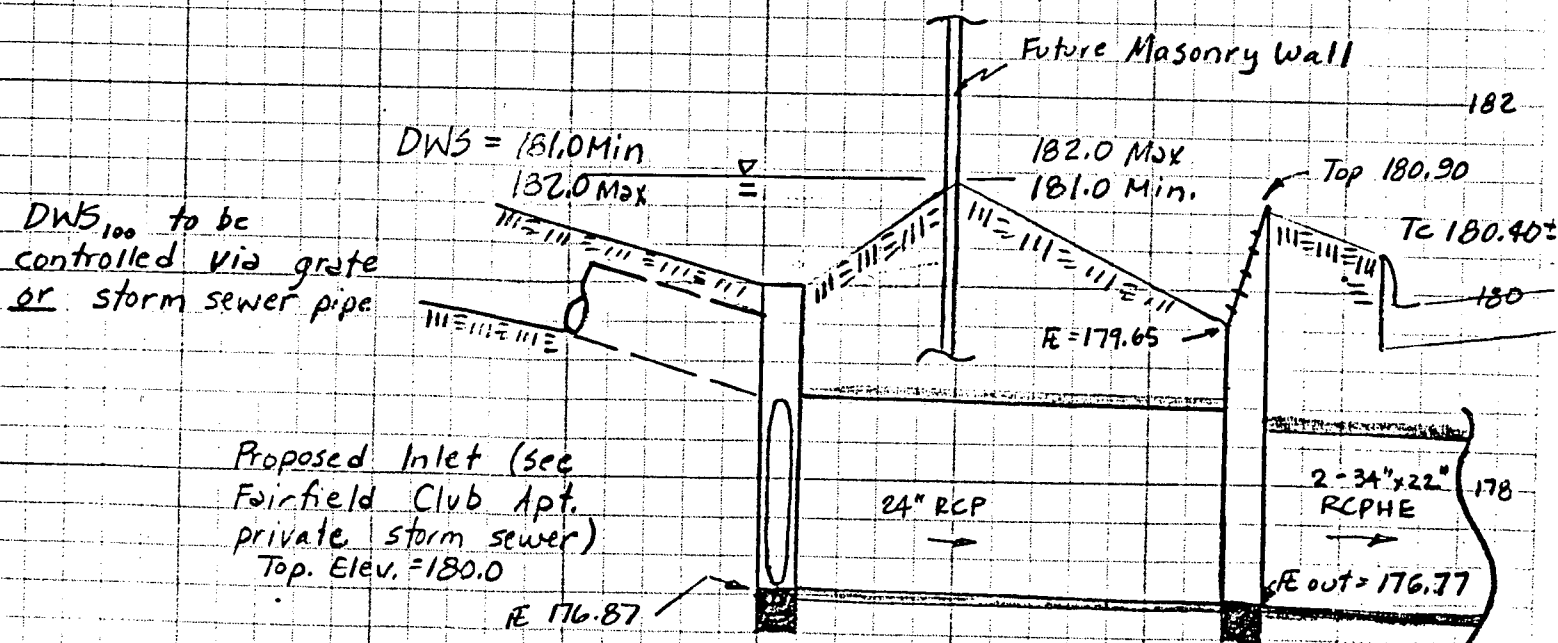 Future Masonry Wall
182
DWS = 181.0 Min
182.0 Max
182.0 Max
181.0 Min.
Top 180.90
DWS100 to be
controlled via grate
or storm sewer pipe
Tc 180.40±
180
FE = 179.65
Proposed Inlet (see
Fairfield Club Apt.
private storm sewer)
Top. Elev. = 180.0
24" RCP
2-34"x22"
RCPHE
178
FE 176.87
FE out = 176.77